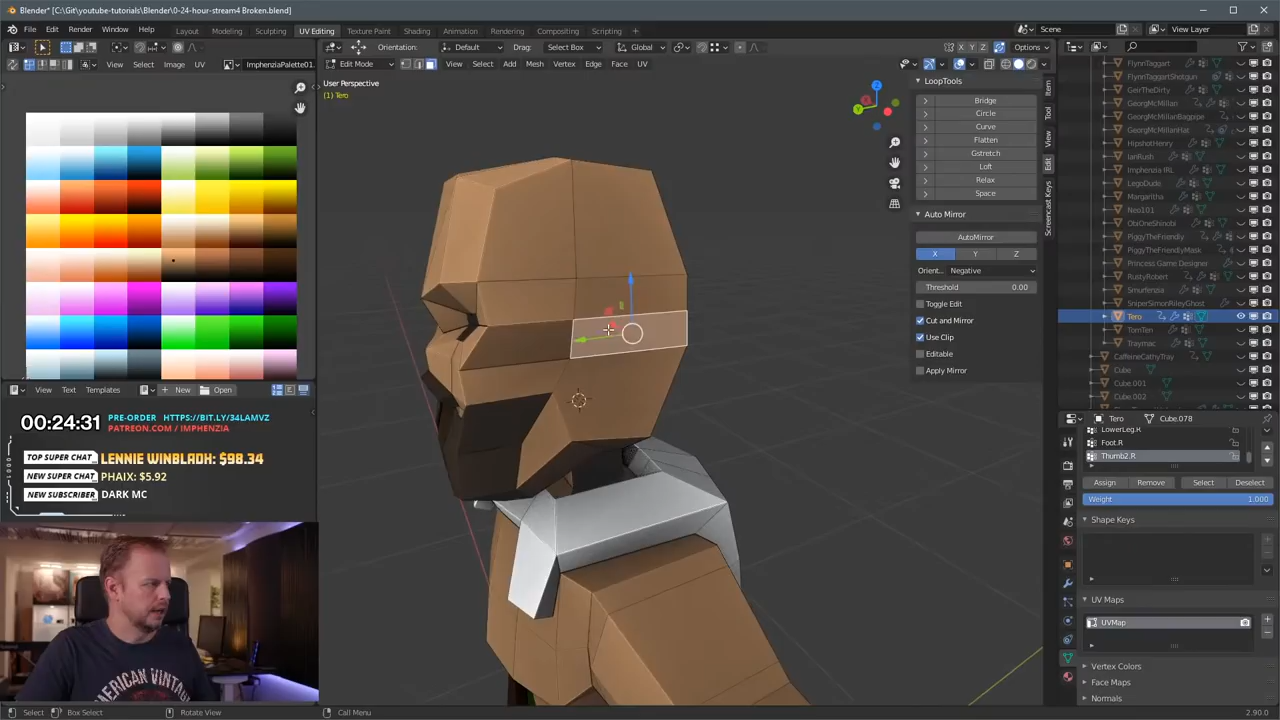 Blender* [C:\Git\youtube-tutorials\Blender\0-24-hour-stream4 Broken.blend]
File Edit Render Window Help Layout Modeling Sculpting UV Editing Texture Paint Shading Animation Rendering Compositing Scripting + Scene View Layer
Orientation: Default Drag: Select Box Global X Y Z Options
View Select Image UV ImphenziaPalette01. Edit Mode View Select Add Mesh Vertex Edge Face UV
User Perspective
(1) Tero
LoopTools
Bridge
Circle
Curve
Flatten
Gstretch
Loft
Relax
Space
Auto Mirror
AutoMirror
X Y Z
Orient.. Negative
Threshold 0.00
Toggle Edit
Cut and Mirror
Use Clip
Editable
Apply Mirror
Item
Tool
View
Edit
Screencast Keys
FlynnTaggart
FlynnTaggartShotgun
GeirTheDirty
GeorgMcMillan
GeorgMcMillanBagpipe
GeorgMcMillanHat
HipshotHenry
IanRush
Imphenzia IRL
LegoDude
Margaritha
Neo101
ObiOneShinobi
PiggyTheFriendly
PiggyTheFriendlyMask
Princess Game Designer
RustyRobert
Smurfenzia
SniperSimonRileyGhost
Tero
TomTen
Traymac
CaffeineCathyTray
Cube
Cube.001
Cube.002
Tero Cube.078
LowerLeg.R
Foot.R
Thumb2.R
Assign Remove Select Deselect
Weight 1.000
Shape Keys
UV Maps
UVMap
Vertex Colors
Face Maps
Normals
View Text Templates New Open
00:24:31 PRE-ORDER HTTPS://BIT.LY/34LAMVZ
PATREON.COM / IMPHENZIA
TOP SUPER CHAT LENNIE WINBLADH: $98.34
NEW SUPER CHAT PHAIX: $5.92
NEW SUBSCRIBER DARK MC
AMERICAN VINTAG
Select Box Select Rotate View Call Menu 2.90.0